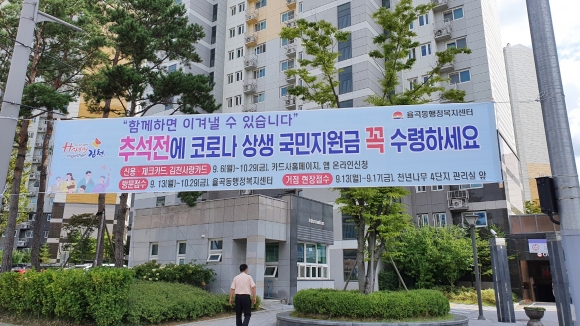 "함께하면 이겨낼 수 있습니다"
율곡동행정복지센터
Happy
김천
추석전에 코로나 상생 국민지원금 꼭 수령하세요
신용·체크카드 김천사랑카드 9. 6.(월)~10.29(금), 카드사홈페이지, 앱 온라인신청
방문접수 9. 13(월)~10.29(금), 율곡동행정복지센터
거점 현장접수 9.13(월)~9.17(금), 천년나무 4단지 관리실 앞